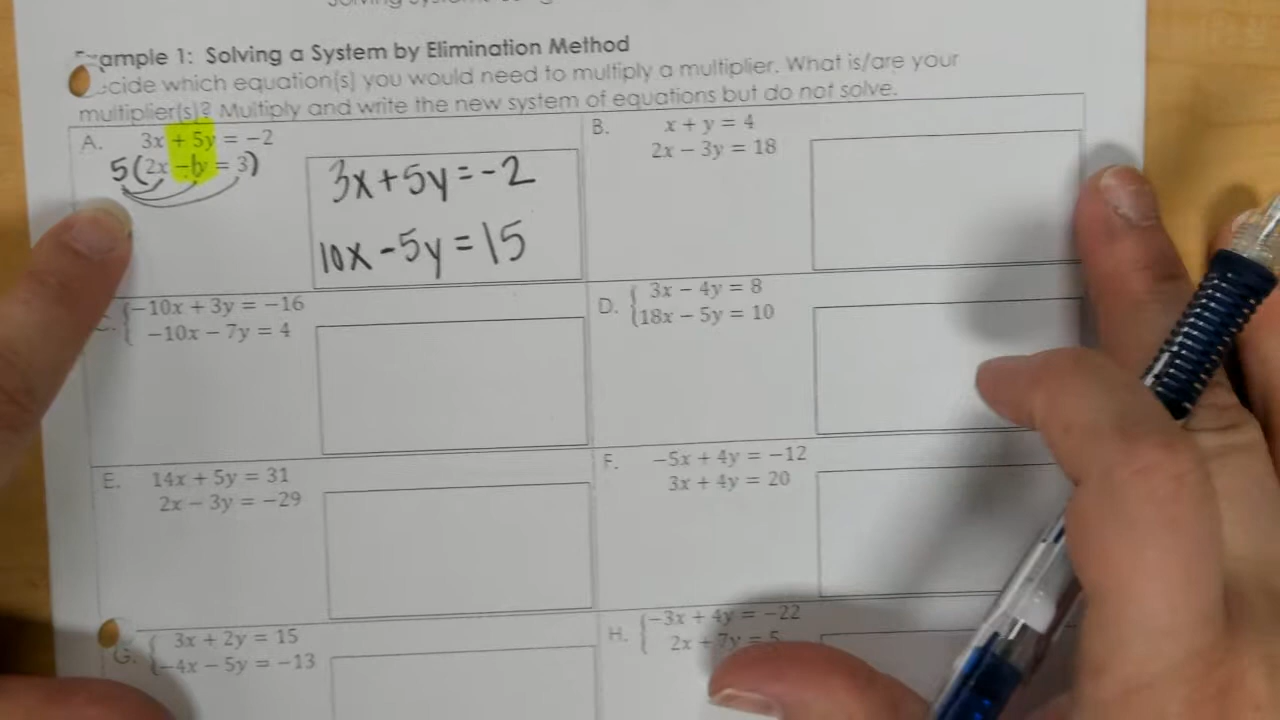 Example 1: Solving a System by Elimination Method
cide which equation(s) you would need to multiply a multiplier. What is/are your
multiplier(s)? Multiply and write the new system of equations but do not solve.
A. 3x + 5y = −2
5(2x − y = 3)
3x+5y=-2
10x-5y=15
B. x + y = 4
2x − 3y = 18
C. −10x + 3y = −16
−10x − 7y = 4
D. 3x − 4y = 8
18x − 5y = 10
E. 14x + 5y = 31
2x − 3y = −29
F. −5x + 4y = −12
3x + 4y = 20
G. 3x + 2y = 15
−4x − 5y = −13
H. −3x + 4y = −22
2x 7y = 5